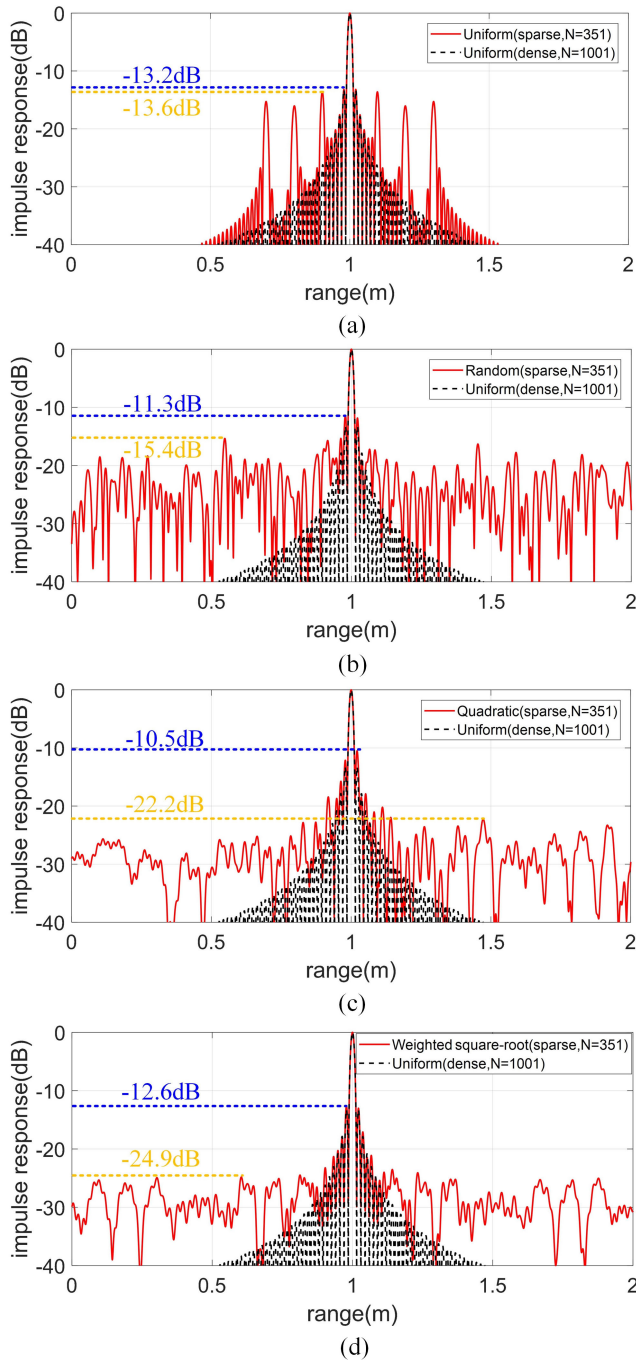 impulse response(dB)
0
-10
-20
-30
-40
-13.2dB
-13.6dB
Uniform(sparse,N=351)
Uniform(dense,N=1001)
0
0.5
1
1.5
2
range(m)
(a)
impulse response(dB)
0
-10
-20
-30
-40
-11.3dB
-15.4dB
Random(sparse,N=351)
Uniform(dense,N=1001)
0
0.5
1
1.5
2
range(m)
(b)
impulse response(dB)
0
-10
-20
-30
-40
-10.5dB
-22.2dB
Quadratic(sparse,N=351)
Uniform(dense,N=1001)
0
0.5
1
1.5
2
range(m)
(c)
impulse response(dB)
0
-10
-20
-30
-40
-12.6dB
-24.9dB
Weighted square-root(sparse,N=351)
Uniform(dense,N=1001)
0
0.5
1
1.5
2
range(m)
(d)